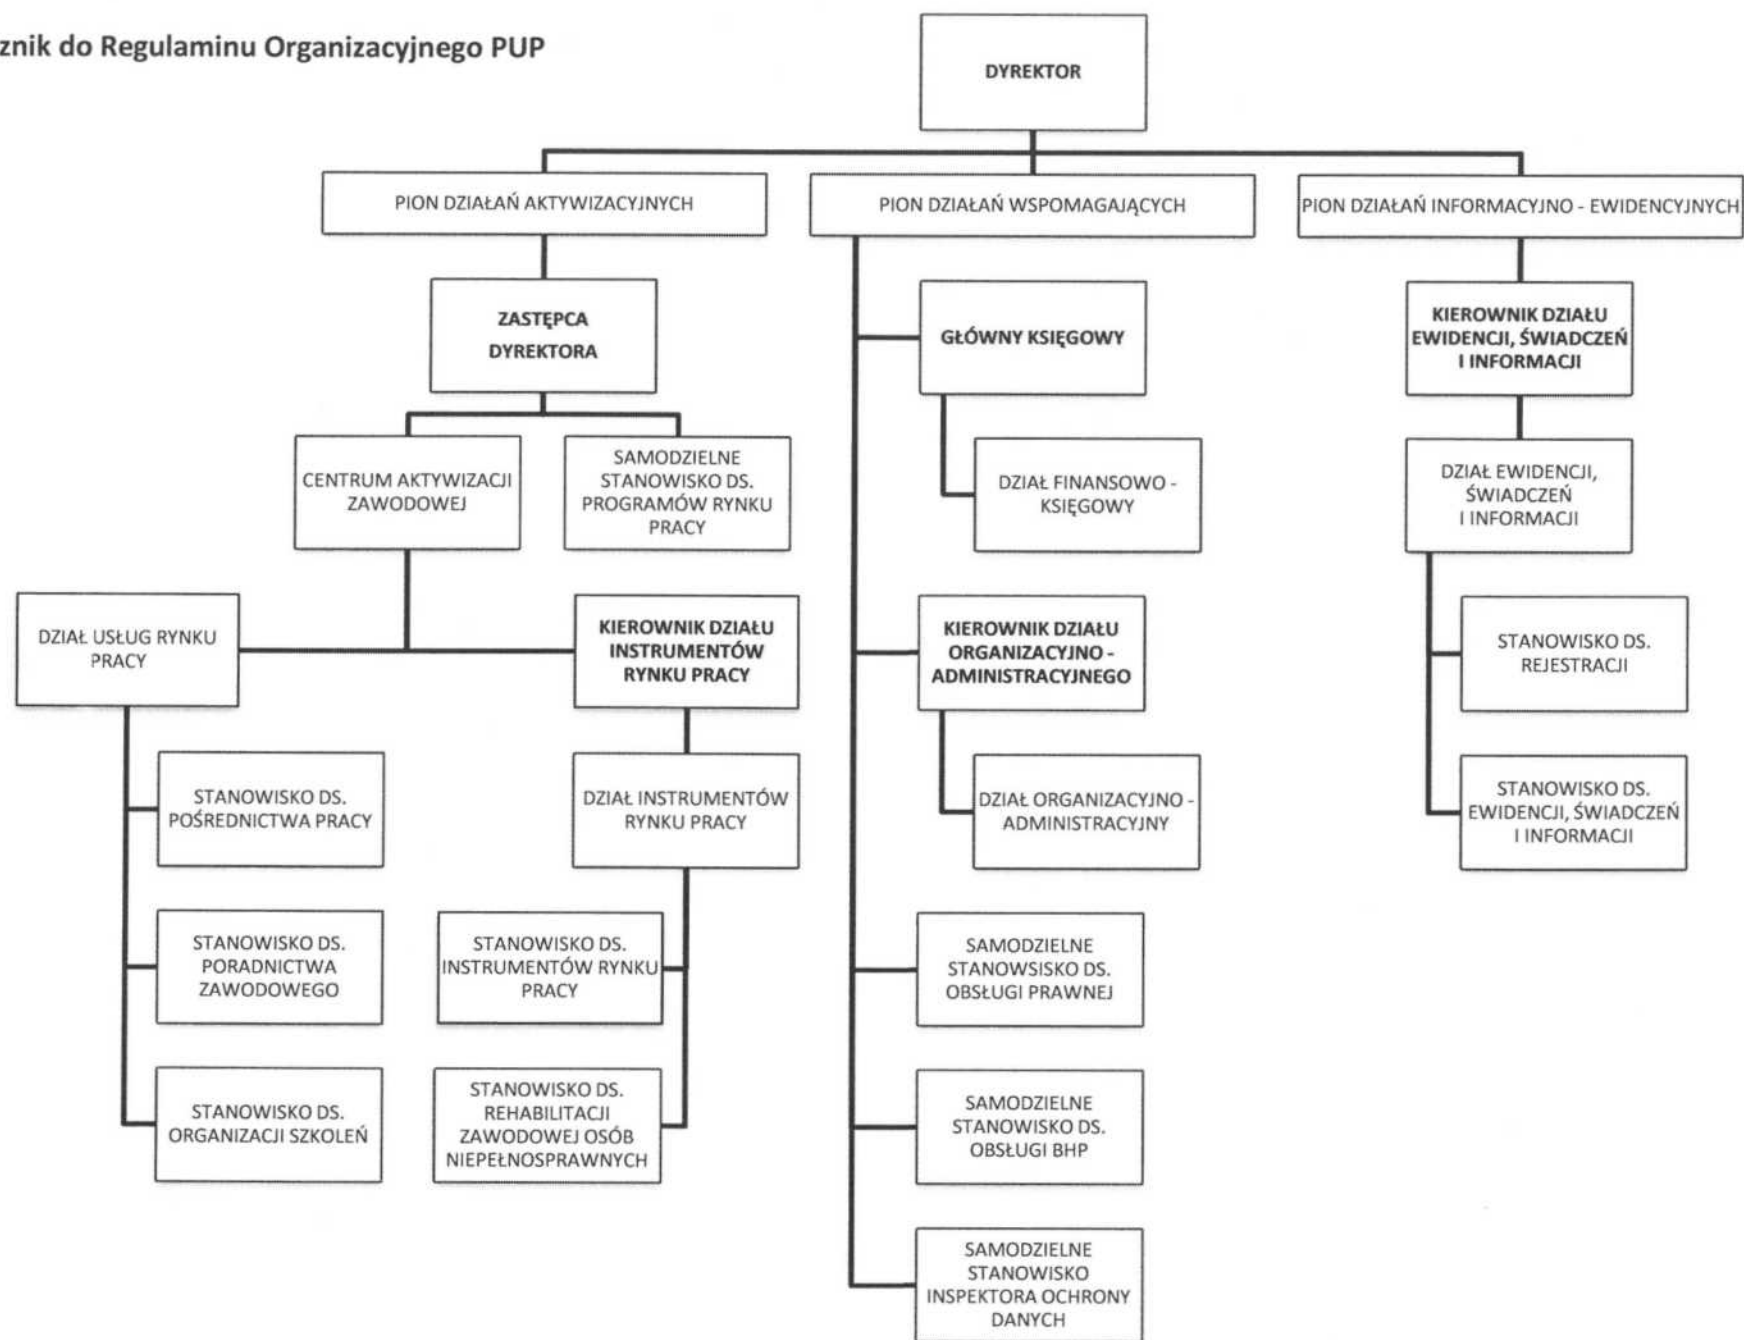 znik do Regulaminu Organizacyjnego PUP
DYREKTOR
PION DZIAŁAŃ AKTYWIZACYJNYCH
PION DZIAŁAŃ WSPOMAGAJĄCYCH
PION DZIAŁAŃ INFORMACYJNO - EWIDENCYJNYCH
ZASTĘPCA
DYREKTORA
GŁÓWNY KSIĘGOWY
KIEROWNIK DZIAŁU
EWIDENCJI, ŚWIADCZEŃ
I INFORMACJI
CENTRUM AKTYWIZACJI
ZAWODOWEJ
SAMODZIELNE
STANOWISKO DS.
PROGRAMÓW RYNKU
PRACY
DZIAŁ FINANSOWO -
KSIĘGOWY
DZIAŁ EWIDENCJI,
ŚWIADCZEŃ
I INFORMACJI
DZIAŁ USŁUG RYNKU
PRACY
KIEROWNIK DZIAŁU
INSTRUMENTÓW
RYNKU PRACY
KIEROWNIK DZIAŁU
ORGANIZACYJNO -
ADMINISTRACYJNEGO
STANOWISKO DS.
REJESTRACJI
STANOWISKO DS.
POŚREDNICTWA PRACY
DZIAŁ INSTRUMENTÓW
RYNKU PRACY
DZIAŁ ORGANIZACYJNO -
ADMINISTRACYJNY
STANOWISKO DS.
EWIDENCJI, ŚWIADCZEŃ
I INFORMACJI
STANOWISKO DS.
PORADNICTWA
ZAWODOWEGO
STANOWISKO DS.
INSTRUMENTÓW RYNKU
PRACY
SAMODZIELNE
STANOWSISKO DS.
OBSŁUGI PRAWNEJ
STANOWISKO DS.
ORGANIZACJI SZKOLEŃ
STANOWISKO DS.
REHABILITACJI
ZAWODOWEJ OSÓB
NIEPEŁNOSPRAWNYCH
SAMODZIELNE
STANOWISKO DS.
OBSŁUGI BHP
SAMODZIELNE
STANOWISKO
INSPEKTORA OCHRONY
DANYCH